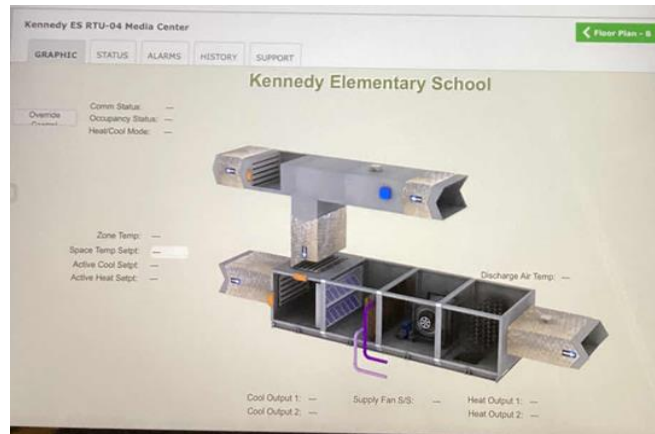 Kennedy ES RTU-04 Media Center
Floor Plan - B
GRAPHIC STATUS ALARMS HISTORY SUPPORT
Kennedy Elementary School
Comm Status: ---
Override
Control
Occupancy Status: ---
Heat/Cool Mode: ---
Zone Temp: ---
Space Temp Setpt: ---
Active Cool Setpt: ---
Active Heat Setpt: ---
Discharge Air Temp: ---
Cool Output 1: ---
Cool Output 2: ---
Supply Fan S/S: ---
Heat Output 1: ---
Heat Output 2: ---